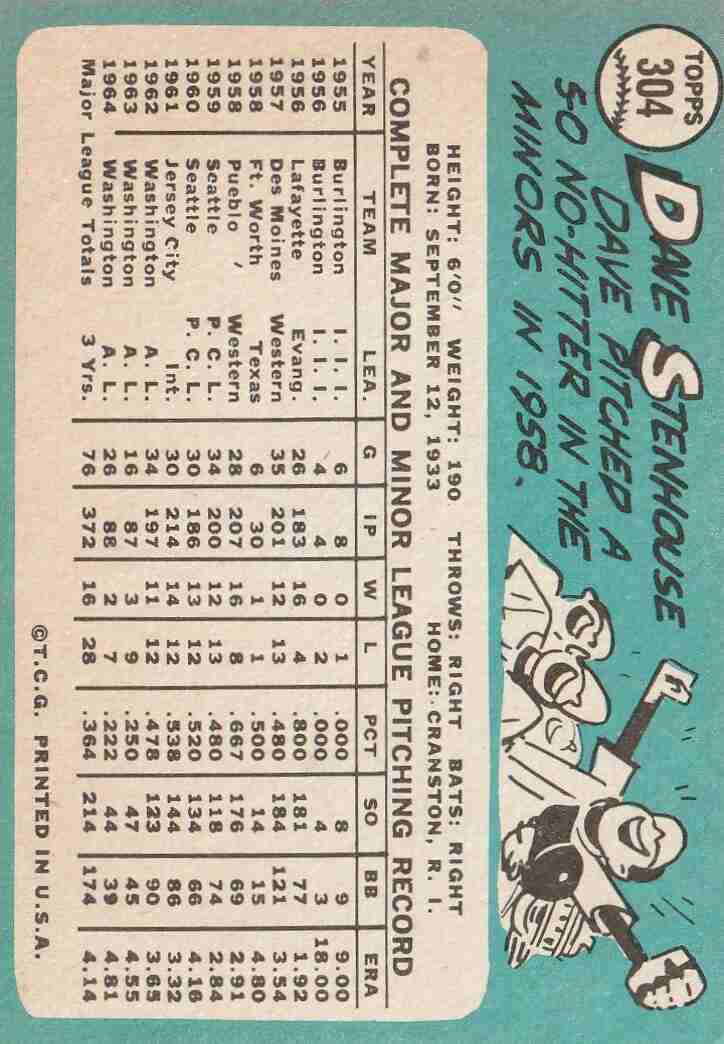 TOPPS
304
DAVE STENHOUSE
DAVE PITCHED A
SO NO-HITTER IN THE
MINORS IN 1958.
HEIGHT: 6'0" WEIGHT: 190 THROWS: RIGHT BATS: RIGHT
BORN: SEPTEMBER 12, 1933 HOME: CRANSTON, R. I.
COMPLETE MAJOR AND MINOR LEAGUE PITCHING RECORD
YEAR TEAM LEA. G IP W L PCT SO BB ERA
1955 Burlington I. I. I. 6 8 0 1 .000 8 9 9.00
1956 Burlington I. I. I. 4 4 0 2 .000 4 3 18.00
1956 Lafayette Evang. 26 183 16 4 .800 181 77 1.92
1957 Des Moines Western 35 201 12 13 .480 184 121 3.54
1958 Ft. Worth Texas 6 30 1 1 .500 14 15 4.80
1958 Pueblo Western 28 207 16 8 .667 176 69 2.91
1959 Seattle P. C. L. 34 200 12 13 .480 118 74 2.84
1960 Seattle P. C. L. 30 186 13 12 .520 134 66 4.16
1961 Jersey City Int. 30 214 14 12 .538 144 86 3.32
1962 Washington A. L. 34 197 11 12 .478 123 90 3.65
1963 Washington A. L. 16 87 3 9 .250 47 45 4.55
1964 Washington A. L. 26 88 2 7 .222 44 39 4.81
Major League Totals 3 Yrs. 76 372 16 28 .364 214 174 4.14
©T.C.G. PRINTED IN U.S.A.